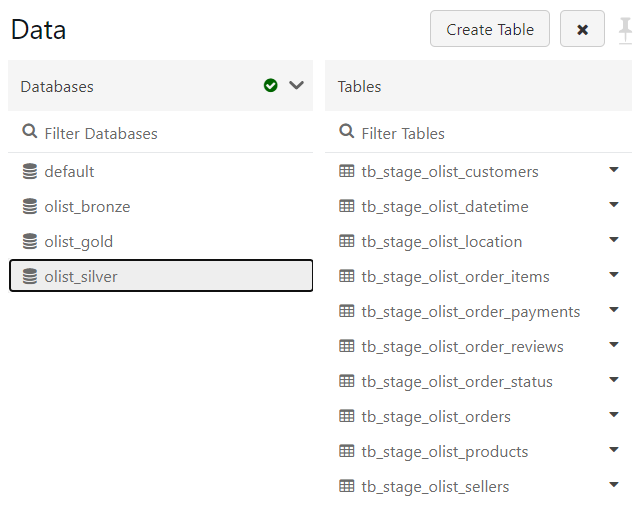 Data
Create Table
Databases
Filter Databases
default
olist_bronze
olist_gold
olist_silver
Tables
Filter Tables
tb_stage_olist_customers
tb_stage_olist_datetime
tb_stage_olist_location
tb_stage_olist_order_items
tb_stage_olist_order_payments
tb_stage_olist_order_reviews
tb_stage_olist_order_status
tb_stage_olist_orders
tb_stage_olist_products
tb_stage_olist_sellers